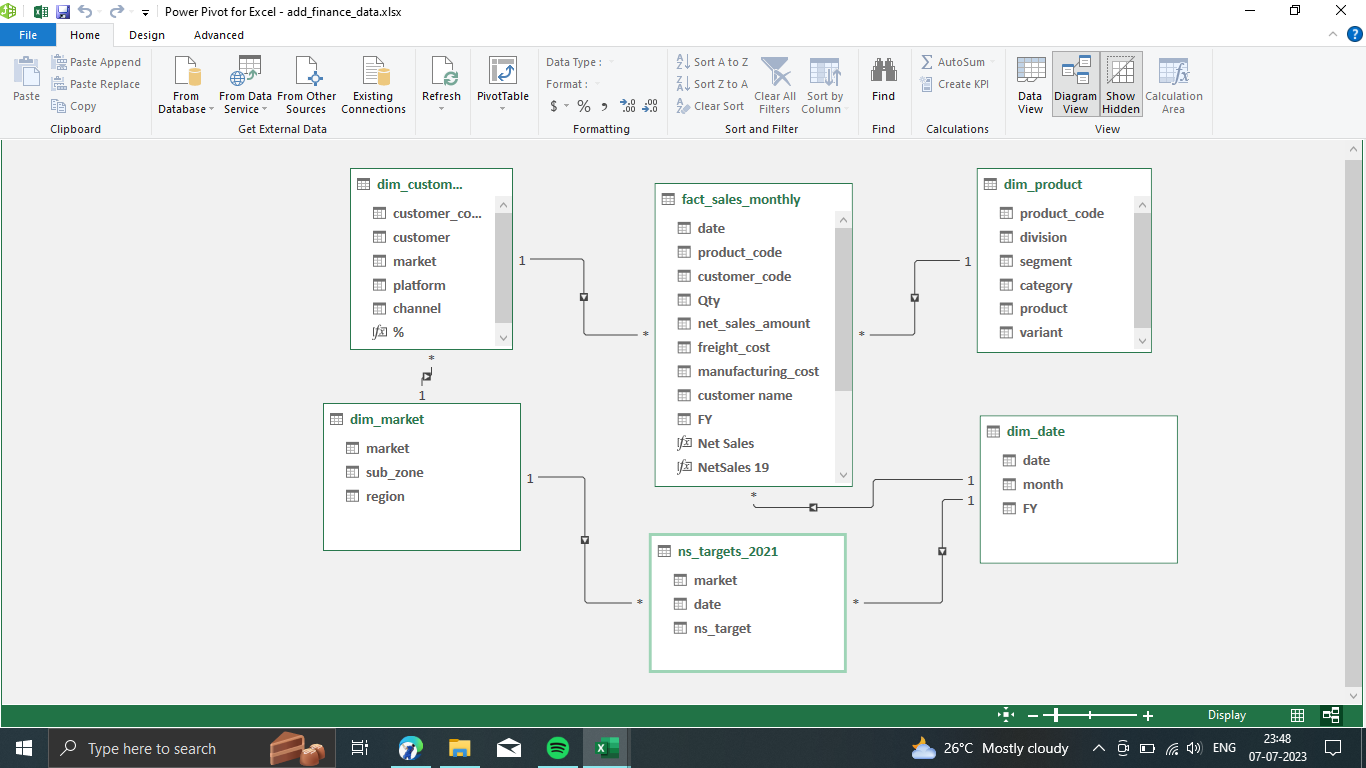 Power Pivot for Excel - add_finance_data.xlsx
File Home Design Advanced
Paste
Paste Append
Paste Replace
Copy
Clipboard
From Database
From Data Service
From Other Sources
Existing Connections
Get External Data
Refresh
PivotTable
Data Type :
Format :
$ % , .00 .00
Formatting
Sort A to Z
Sort Z to A
Clear Sort
Clear All Filters
Sort by Column
Sort and Filter
Find
Find
AutoSum
Create KPI
Calculations
Data View
Diagram View
Show Hidden
Calculation Area
View
dim_custom...
customer_co...
customer
market
platform
channel
fx %
1
*
fact_sales_monthly
date
product_code
customer_code
Qty
net_sales_amount
freight_cost
manufacturing_cost
customer name
FY
fx Net Sales
fx NetSales 19
*
1
dim_product
product_code
division
segment
category
product
variant
*
1
dim_market
market
sub_zone
region
1
*
*
1
1
*
dim_date
date
month
FY
ns_targets_2021
market
date
ns_target
Display
Type here to search
26°C Mostly cloudy
ENG
23:48
07-07-2023